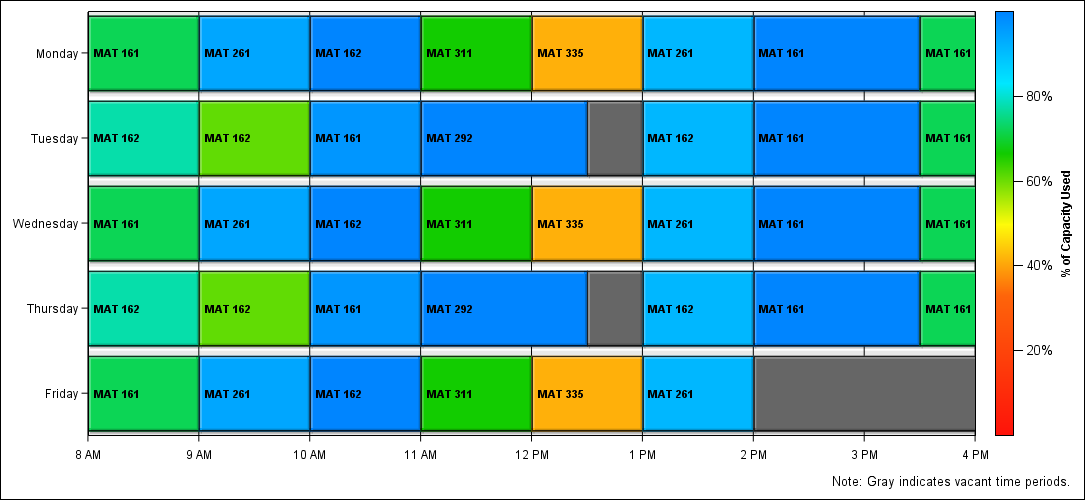 Monday MAT 161 MAT 261 MAT 162 MAT 311 MAT 335 MAT 261 MAT 161 MAT 161
Tuesday MAT 162 MAT 162 MAT 161 MAT 292 MAT 162 MAT 161 MAT 161
Wednesday MAT 161 MAT 261 MAT 162 MAT 311 MAT 335 MAT 261 MAT 161 MAT 161
Thursday MAT 162 MAT 162 MAT 161 MAT 292 MAT 162 MAT 161 MAT 161
Friday MAT 161 MAT 261 MAT 162 MAT 311 MAT 335 MAT 261
8 AM 9 AM 10 AM 11 AM 12 PM 1 PM 2 PM 3 PM 4 PM
80%
60%
40%
20%
% of Capacity Used
Note: Gray indicates vacant time periods.